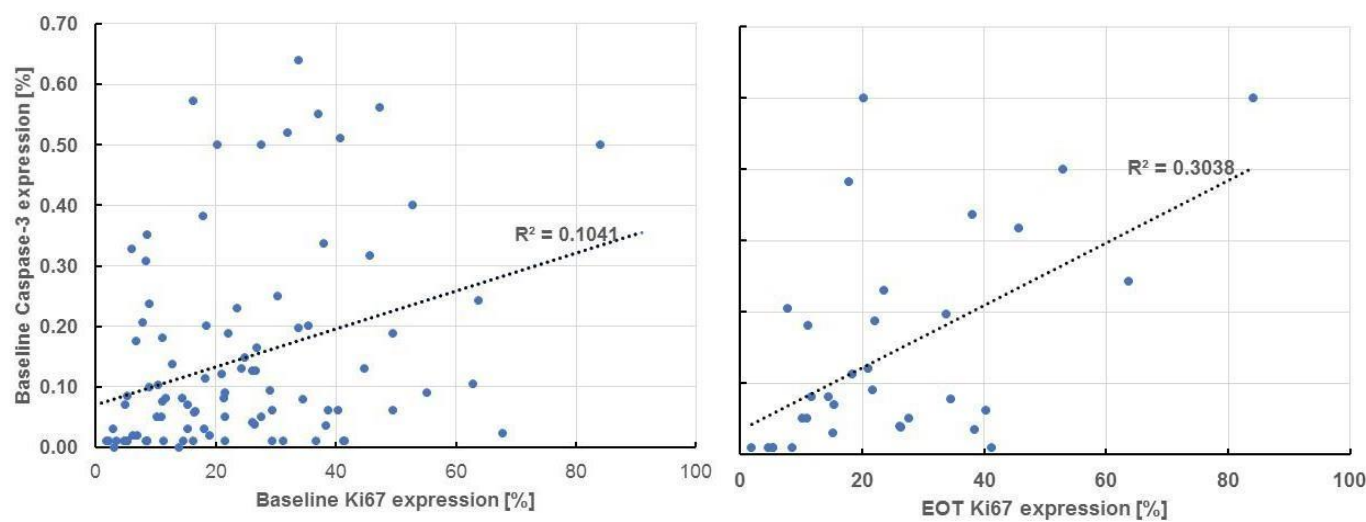 0.70
0.60
0.50
0.40
0.30
0.20
0.10
0.00
Baseline Caspase-3 expression [%]
R² = 0.1041
0 20 40 60 80 100
Baseline Ki67 expression [%]
R² = 0.3038
0 20 40 60 80 100
EOT Ki67 expression [%]